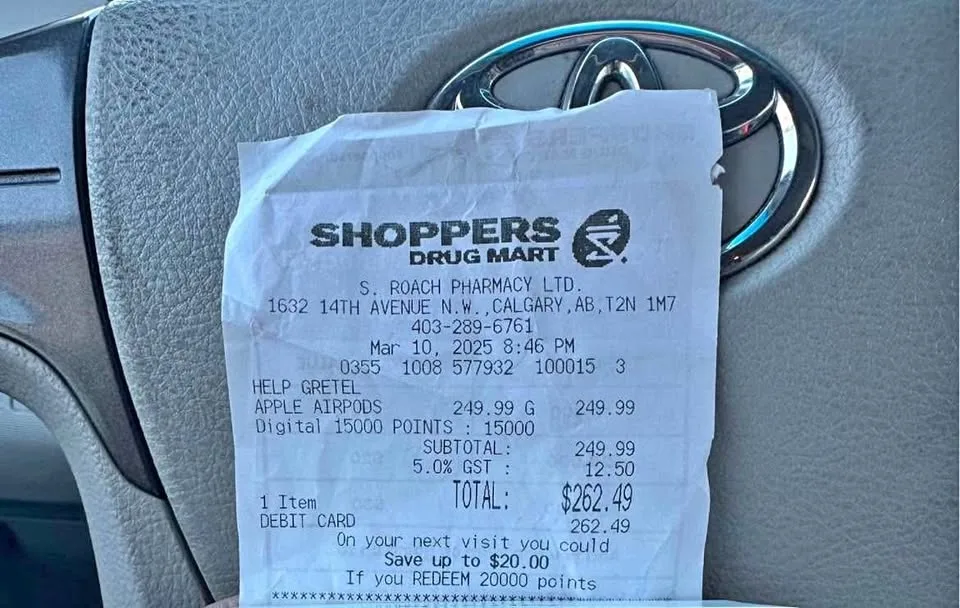 SHOPPERS
DRUG MART
S. ROACH PHARMACY LTD.
1632 14TH AVENUE N.W.,CALGARY,AB,T2N 1M7
403-289-6761
Mar 10, 2025 8:46 PM
0355 1008 577932 100015 3
HELP GRETEL
APPLE AIRPODS 249.99 G 249.99
Digital 15000 POINTS : 15000
SUBTOTAL: 249.99
5.0% GST : 12.50
TOTAL: $262.49
1 Item
DEBIT CARD 262.49
On your next visit you could
Save up to $20.00
If you REDEEM 20000 points